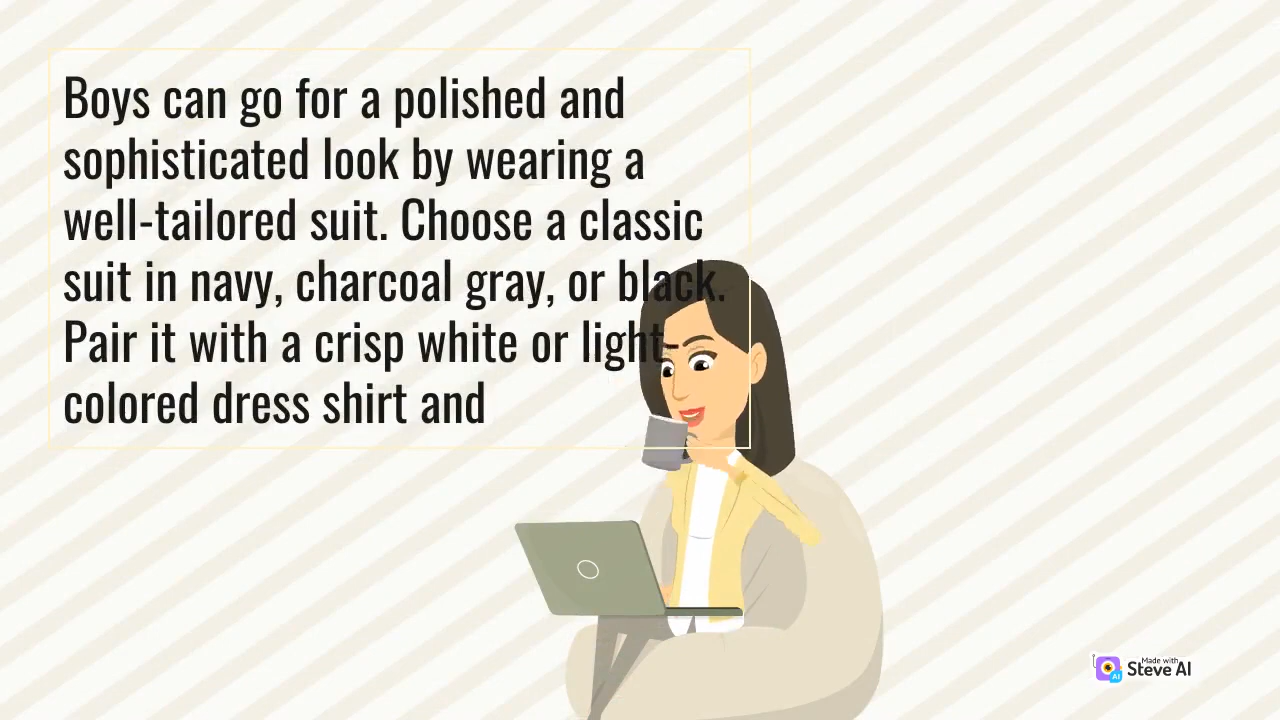 Boys can go for a polished and
sophisticated look by wearing a
well-tailored suit. Choose a classic
suit in navy, charcoal gray, or black.
Pair it with a crisp white or light-
colored dress shirt and
Made with
Steve AI
AI